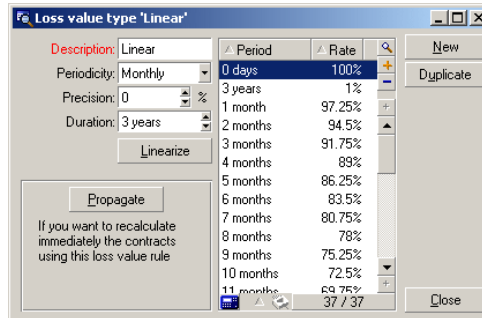 Loss value type 'Linear'
Description: Linear
Periodicity: Monthly
Precision: 0 %
Duration: 3 years
Linearize
Propagate
If you want to recalculate
immediately the contracts
using this loss value rule
Period Rate
0 days 100%
3 years 1%
1 month 97.25%
2 months 94.5%
3 months 91.75%
4 months 89%
5 months 86.25%
6 months 83.5%
7 months 80.75%
8 months 78%
9 months 75.25%
10 months 72.5%
11 months 69.75%
37 / 37
New
Duplicate
Close